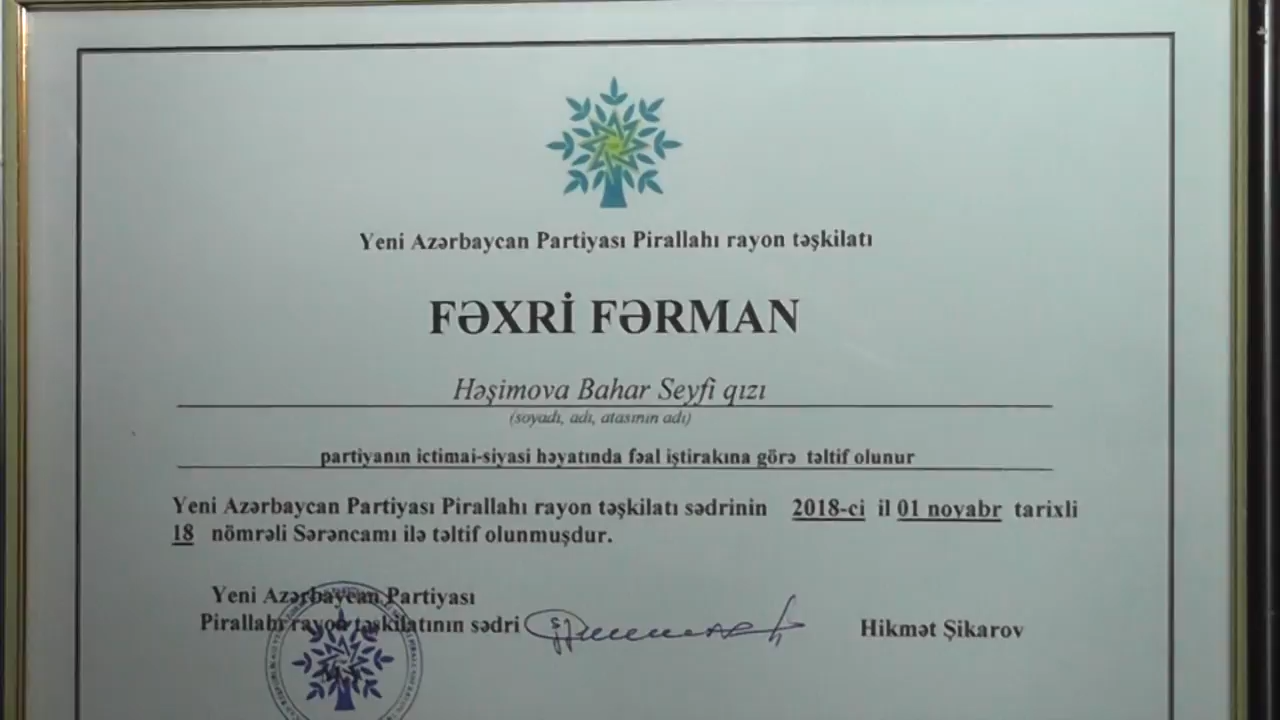 Yeni Azərbaycan Partiyası Pirallahı rayon təşkilatı
FƏXRİ FƏRMAN
Həşimova Bahar Seyfi qızı
(soyadı, adı, atasının adı)
partiyanın ictimai-siyasi həyatında fəal iştirakına görə təltif olunur
Yeni Azərbaycan Partiyası Pirallahı rayon təşkilatı sədrinin 2018-ci il 01 noyabr tarixli
18 nömrəli Sərəncamı ilə təltif olunmuşdur.
Yeni Azərbaycan Partiyası
Pirallahı rayon təşkilatının sədri
Hikmət Şikarov